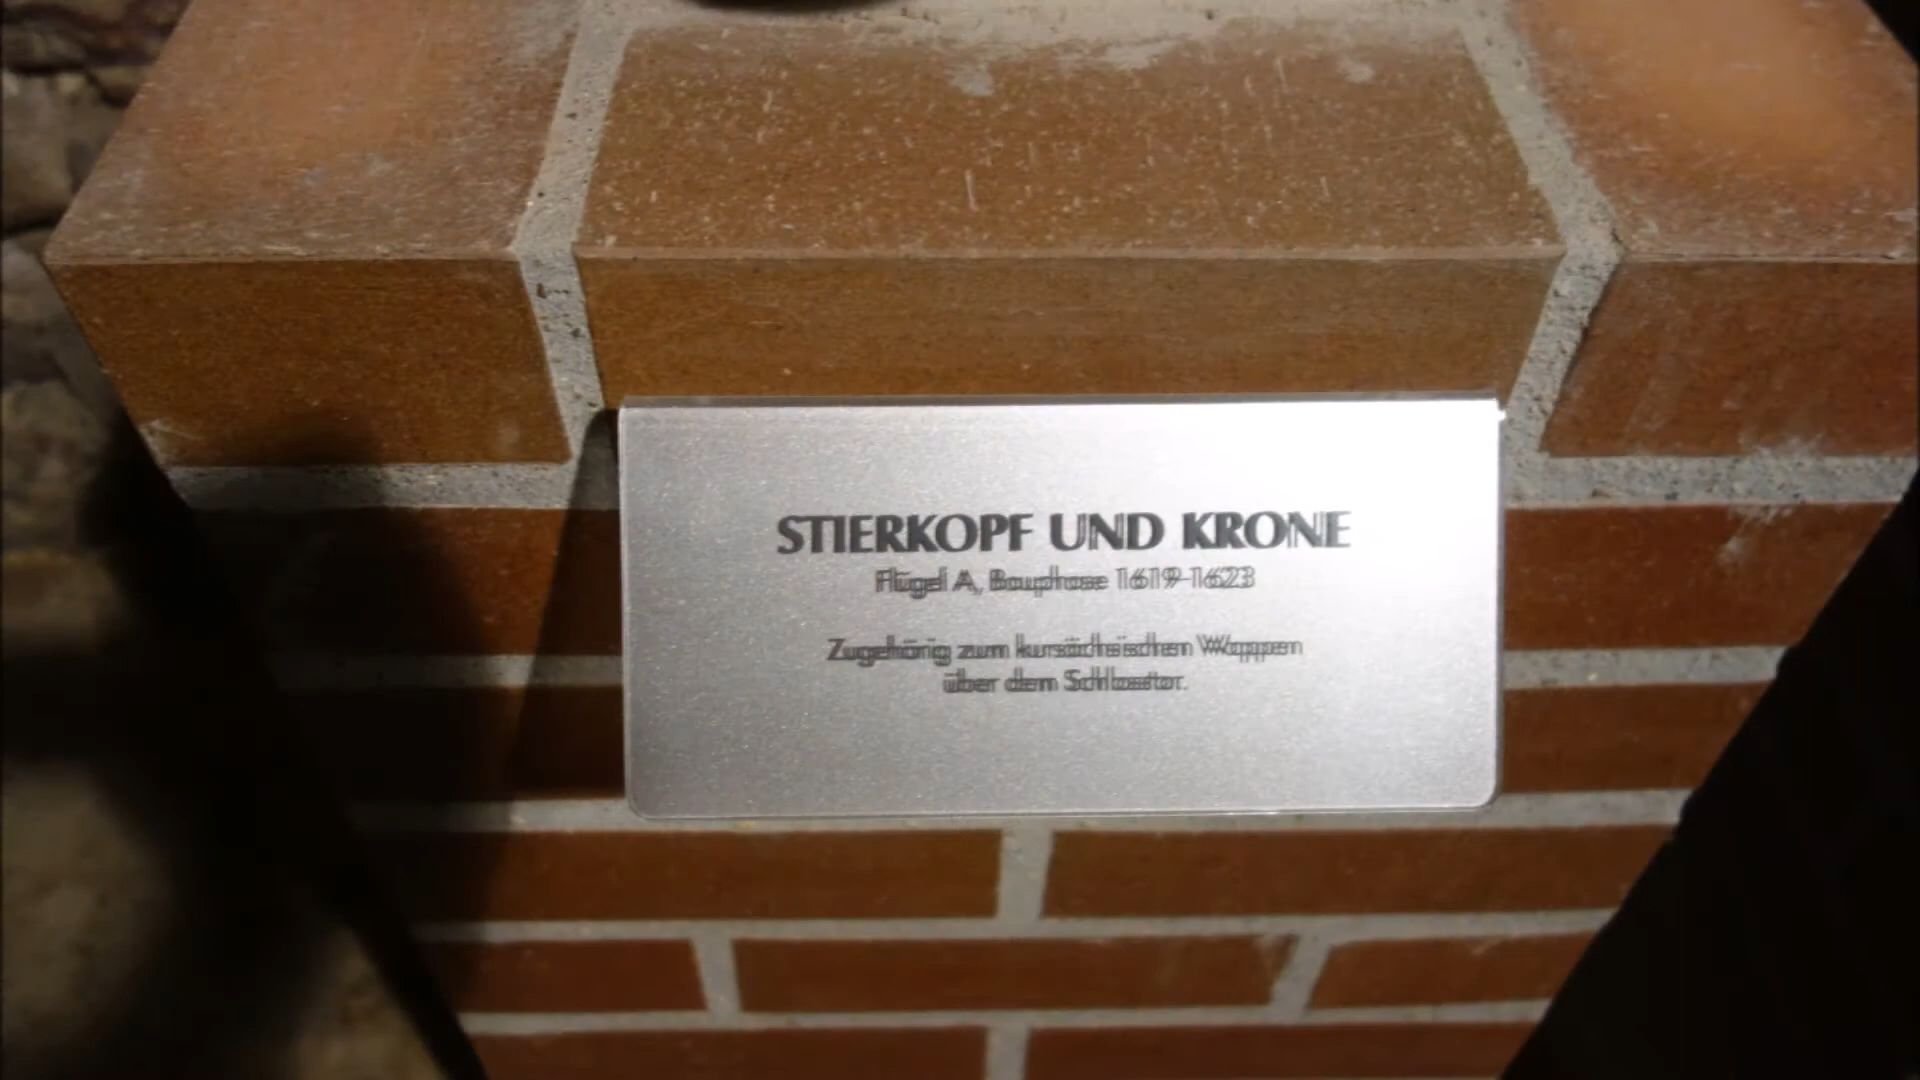 STIERKOPF UND KRONE
Flügel A, Bauphase 1619-1623
Zugehörig zum kursächsischen Wappen
über dem Schlosstor.